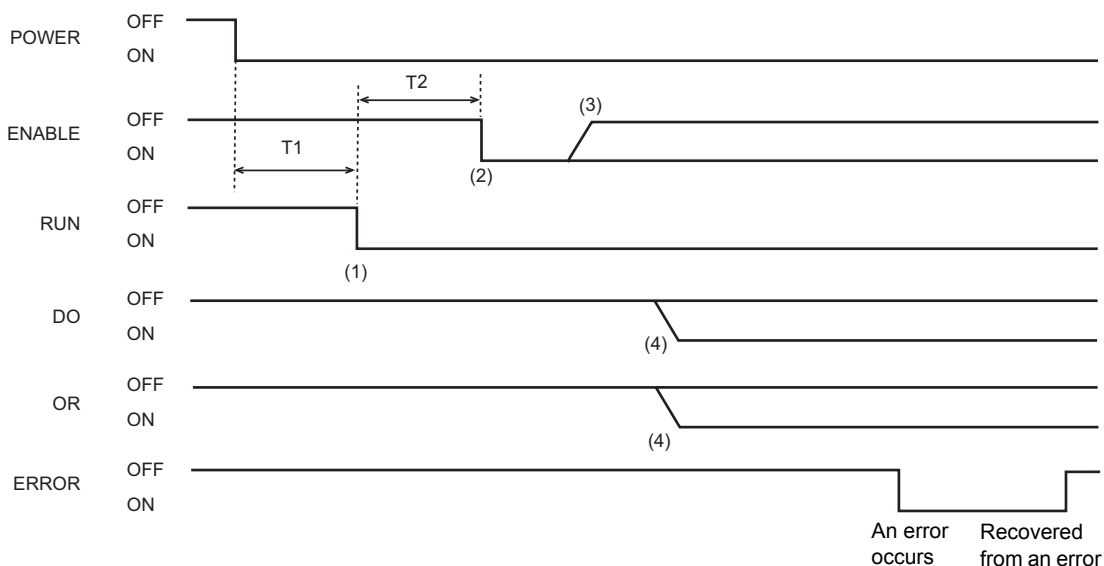 POWER
OFF
ON
T2
ENABLE
OFF
ON
(3)
T1
(2)
RUN
OFF
ON
(1)
DO
OFF
ON
(4)
OR
OFF
ON
(4)
ERROR
OFF
ON
An error
occurs
Recovered
from an error